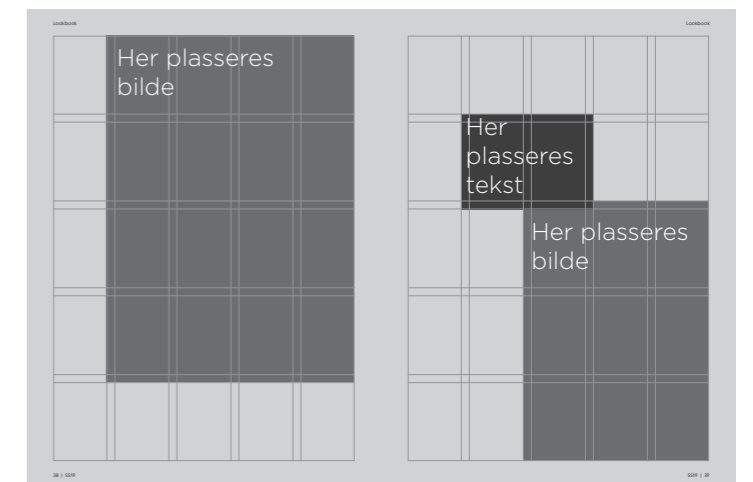 Lookbook
Lookbook
Her plasseres
bilde
Her
plasseres
tekst
Her plasseres
bilde